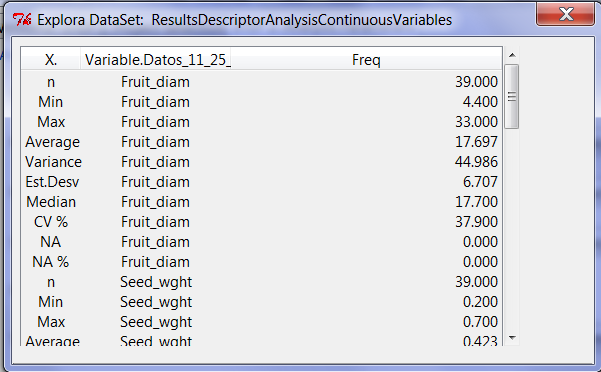 Explora DataSet: ResultsDescriptorAnalysisContinuousVariables
X. Variable.Datos_11_25_ Freq
n Fruit_diam 39.000
Min Fruit_diam 4.400
Max Fruit_diam 33.000
Average Fruit_diam 17.697
Variance Fruit_diam 44.986
Est.Desv Fruit_diam 6.707
Median Fruit_diam 17.700
CV % Fruit_diam 37.900
NA Fruit_diam 0.000
NA % Fruit_diam 0.000
n Seed_wght 39.000
Min Seed_wght 0.200
Max Seed_wght 0.700
Average Seed_wght 0.423